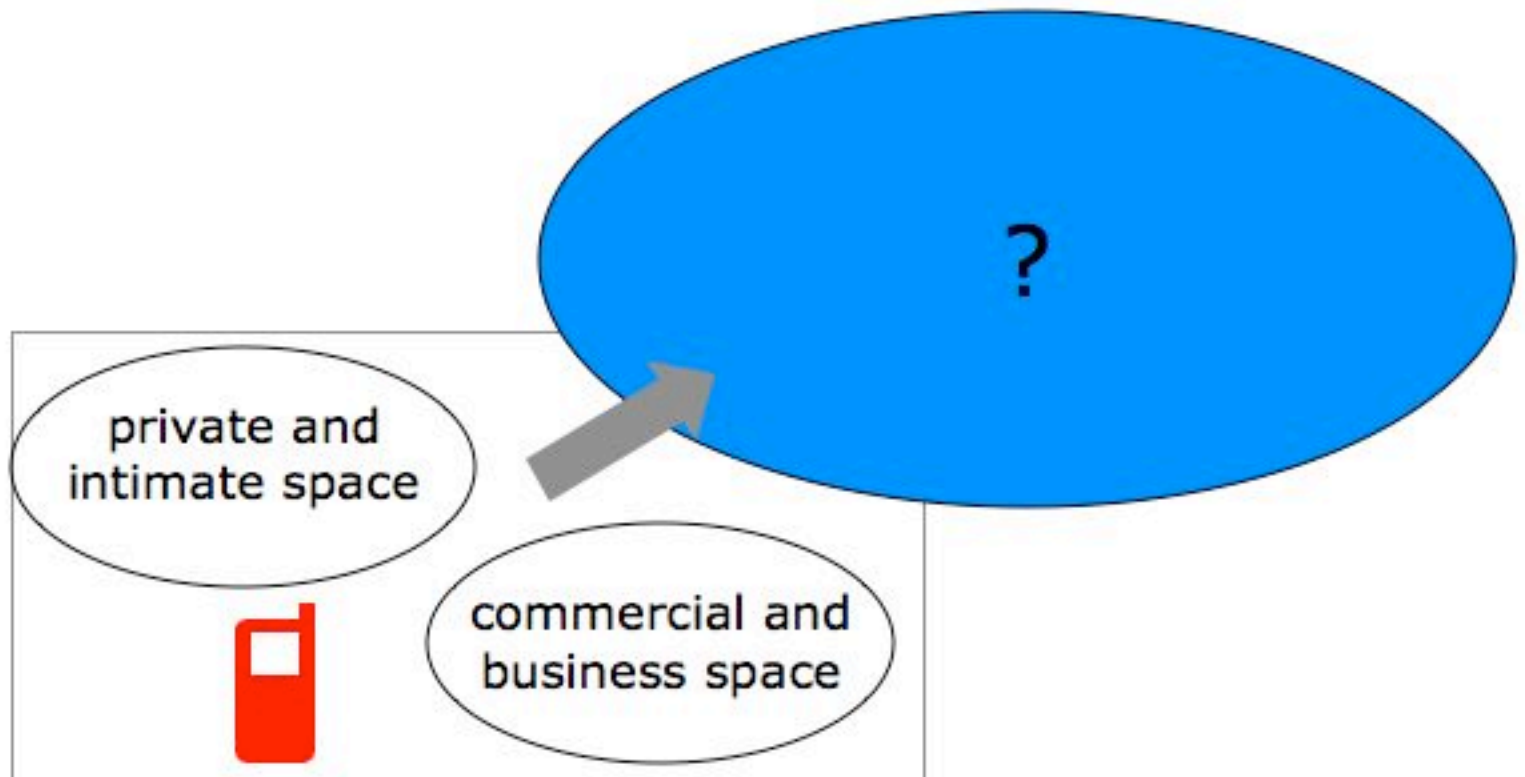 ?
private and
intimate space
commercial and
business space